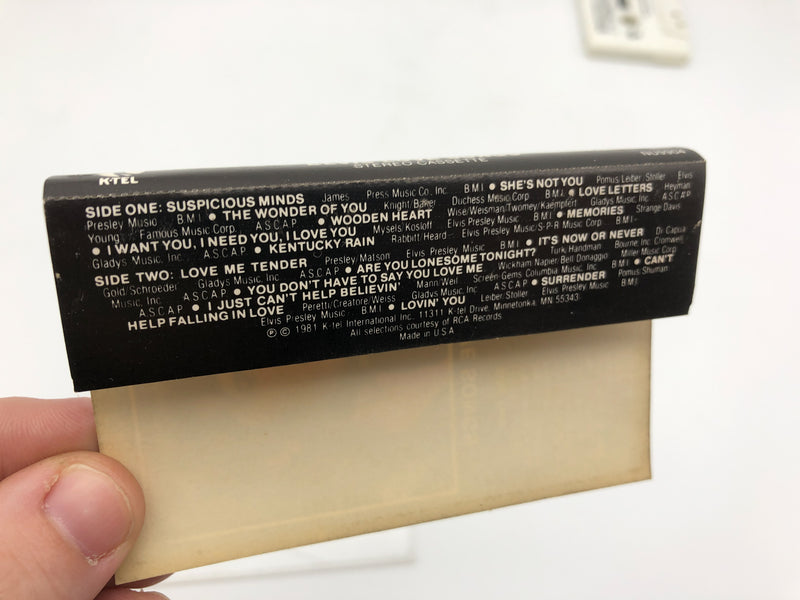 K-TEL
STEREO CASSETTE
SIDE ONE: SUSPICIOUS MINDS James Press Music Co. Inc. B M I • SHE'S NOT YOU Pomus Leiber Stoller Elvis
Presley Music B M I • THE WONDER OF YOU Knight Baker Duchess Music Corp B M I • LOVE LETTERS Heyman
Young Famous Music Corp. A S C A P • WOODEN HEART Wise/Weisman/Twomey/Kaempfert Gladys Music, Inc. A S C A P
• I WANT YOU, I NEED YOU, I LOVE YOU Mysels Kosloff Elvis Presley Music B M I • MEMORIES Strange Davis
Gladys Music, Inc. A S C A P • KENTUCKY RAIN Rabbitt Heard Elvis Presley Music/S-P-R Music Corp. B M I
SIDE TWO: LOVE ME TENDER Presley/Matson Elvis Presley Music B M I • IT'S NOW OR NEVER Di Capua
Gold/Schroeder Gladys Music, Inc. A S C A P • ARE YOU LONESOME TONIGHT? Turk Handman Bourne Inc. Cromwell
Music, Inc. A S C A P • YOU DON'T HAVE TO SAY YOU LOVE ME Wickham Napier Bell Donaggio Miller Music Corp
A S C A P • I JUST CAN'T HELP BELIEVIN' Mann Weil Screen Gems Columbia Music, Inc. B M I • CAN'T
HELP FALLING IN LOVE Peretti/Creatore/Weiss Gladys Music, Inc. A S C A P • SURRENDER Pomus Shuman
Elvis Presley Music B M I • LOVIN' YOU Leiber Stoller Elvis Presley Music B M I
Ⓟ © 1981 K-tel International Inc. 11311 K-tel Drive, Minnetonka, MN 55343
All selections courtesy of RCA Records
Made in U.S.A